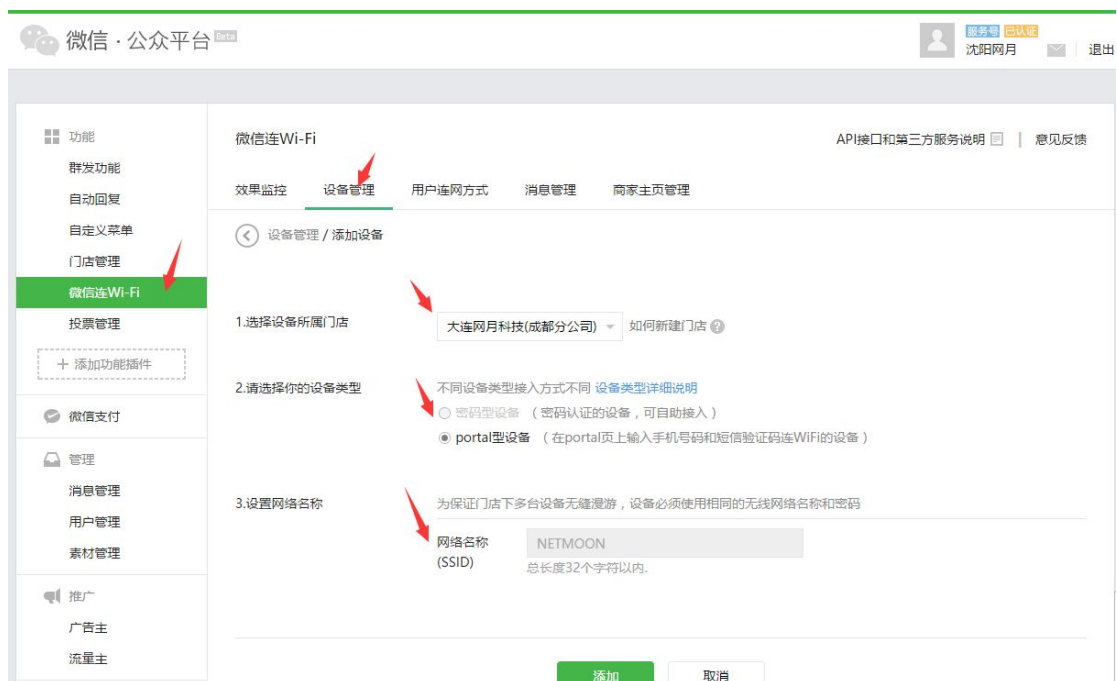 微信·公众平台 Beta
服务号 已认证
沈阳网月
退出
功能
群发功能
自动回复
自定义菜单
门店管理
微信连Wi-Fi
投票管理
+ 添加功能插件
微信支付
管理
消息管理
用户管理
素材管理
推广
广告主
流量主
微信连Wi-Fi
API接口和第三方服务说明 | 意见反馈
效果监控 设备管理 用户连网方式 消息管理 商家主页管理
设备管理 / 添加设备
1.选择设备所属门店
大连网月科技(成都分公司) 如何新建门店 ?
2.请选择你的设备类型
不同设备类型接入方式不同 设备类型详细说明
密码型设备 （密码认证的设备，可自助接入）
portal型设备 （在portal页上输入手机号码和短信验证码连WiFi的设备）
3.设置网络名称
为保证门店下多台设备无缝漫游，设备必须使用相同的无线网络名称和密码
网络名称
(SSID)
NETMOON
总长度32个字符以内.
添加 取消